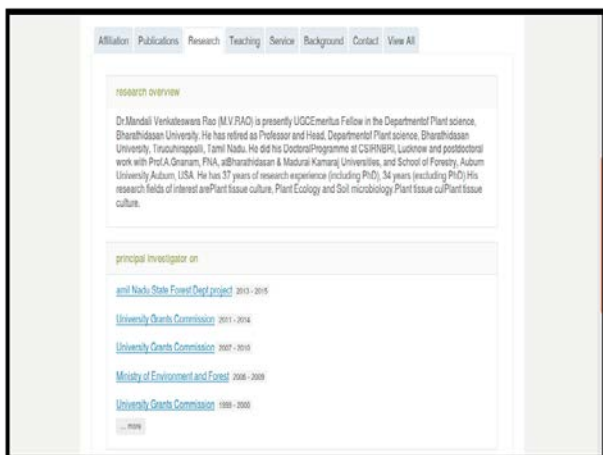 Affiliation Publications Research Teaching Service Background Contact View All
research overview
Dr.Mandali Venkateswara Rao (M.V.RAO) is presently UGCEmeritus Fellow in the Departmentof Plant science,
Bharathidasan University. He has retired as Professor and Head, Departmentof Plant science, Bharathidasan
University, Tirucuhirappalli, Tamil Nadu. He did his DoctoralProgramme at CSIRNBRI, Lucknow and postdoctoral
work with Prof.A.Gnanam, FNA, atBharathidasan & Madurai Kamaraj Universities, and School of Forestry, Auburn
University,Auburn, USA. He has 37 years of research experience (including PhD), 34 years (excluding PhD).His
research fields of interest arePlant tissue culture, Plant Ecology and Soil microbiology.Plant tissue culPlant tissue
culture.
principal investigator on
amil Nadu State Forest Dept.project 2013 - 2015
University Grants Commission 2011 - 2014
University Grants Commission 2007 - 2010
Ministry of Environment and Forest 2006 - 2009
University Grants Commission 1999 - 2000
... more